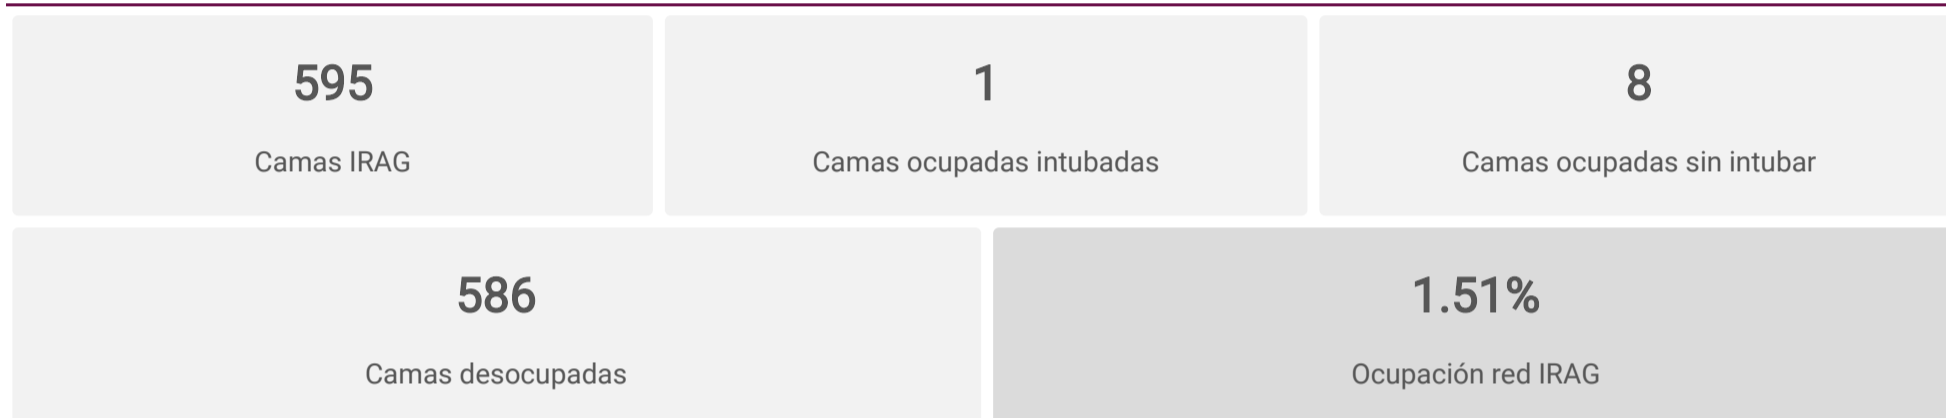 595
Camas IRAG
1
Camas ocupadas intubadas
8
Camas ocupadas sin intubar
586
Camas desocupadas
1.51%
Ocupación red IRAG